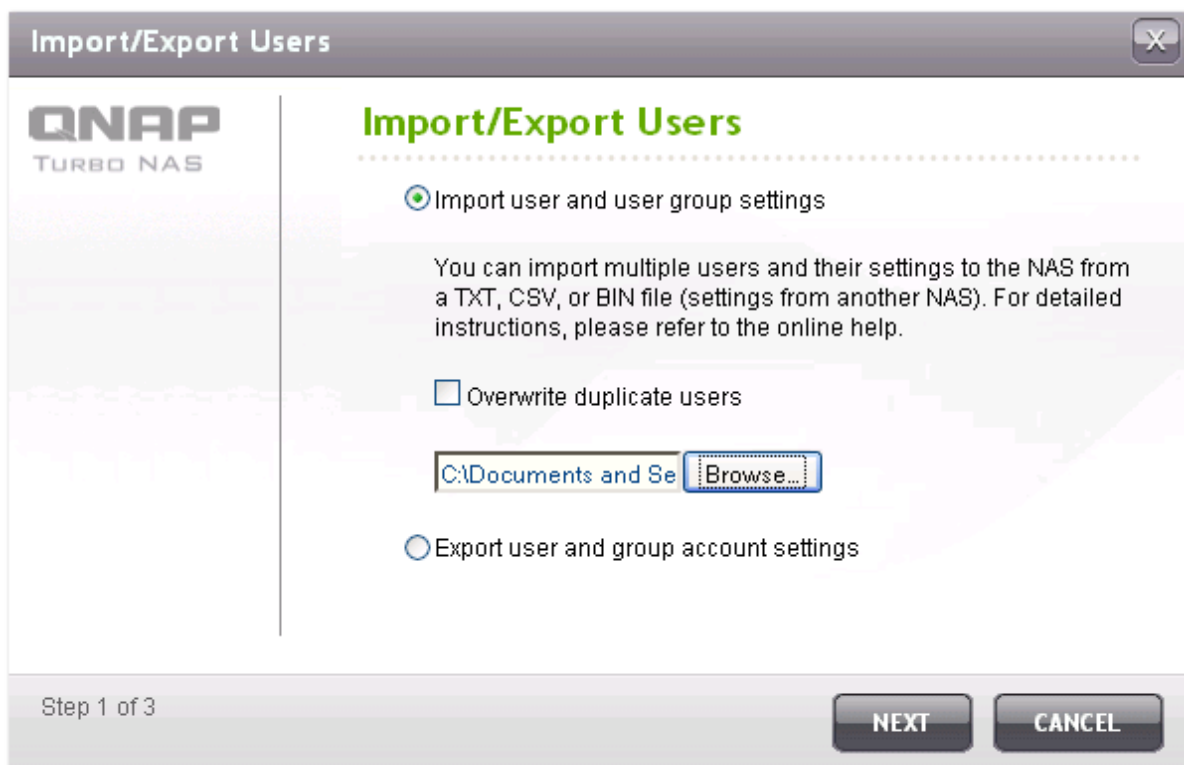 Import/Export Users
X
QNAP
TURBO NAS
Import/Export Users
Import user and user group settings
You can import multiple users and their settings to the NAS from
a TXT, CSV, or BIN file (settings from another NAS). For detailed
instructions, please refer to the online help.
Overwrite duplicate users
C:\Documents and Se Browse...
Export user and group account settings
Step 1 of 3
NEXT CANCEL